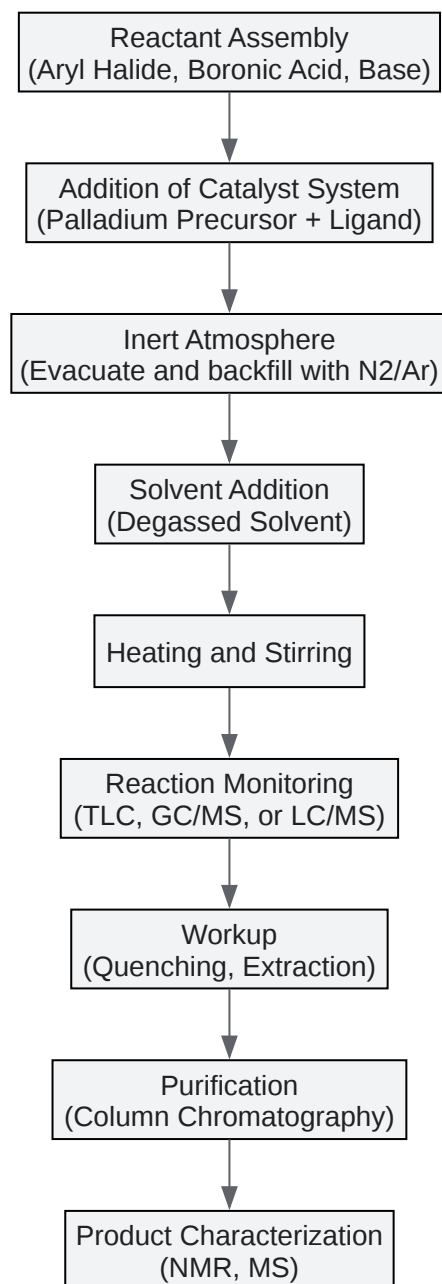 Reactant Assembly
(Aryl Halide, Boronic Acid, Base)
Addition of Catalyst System
(Palladium Precursor + Ligand)
Inert Atmosphere
(Evacuate and backfill with N2/Ar)
Solvent Addition
(Degassed Solvent)
Heating and Stirring
Reaction Monitoring
(TLC, GC/MS, or LC/MS)
Workup
(Quenching, Extraction)
Purification
(Column Chromatography)
Product Characterization
(NMR, MS)